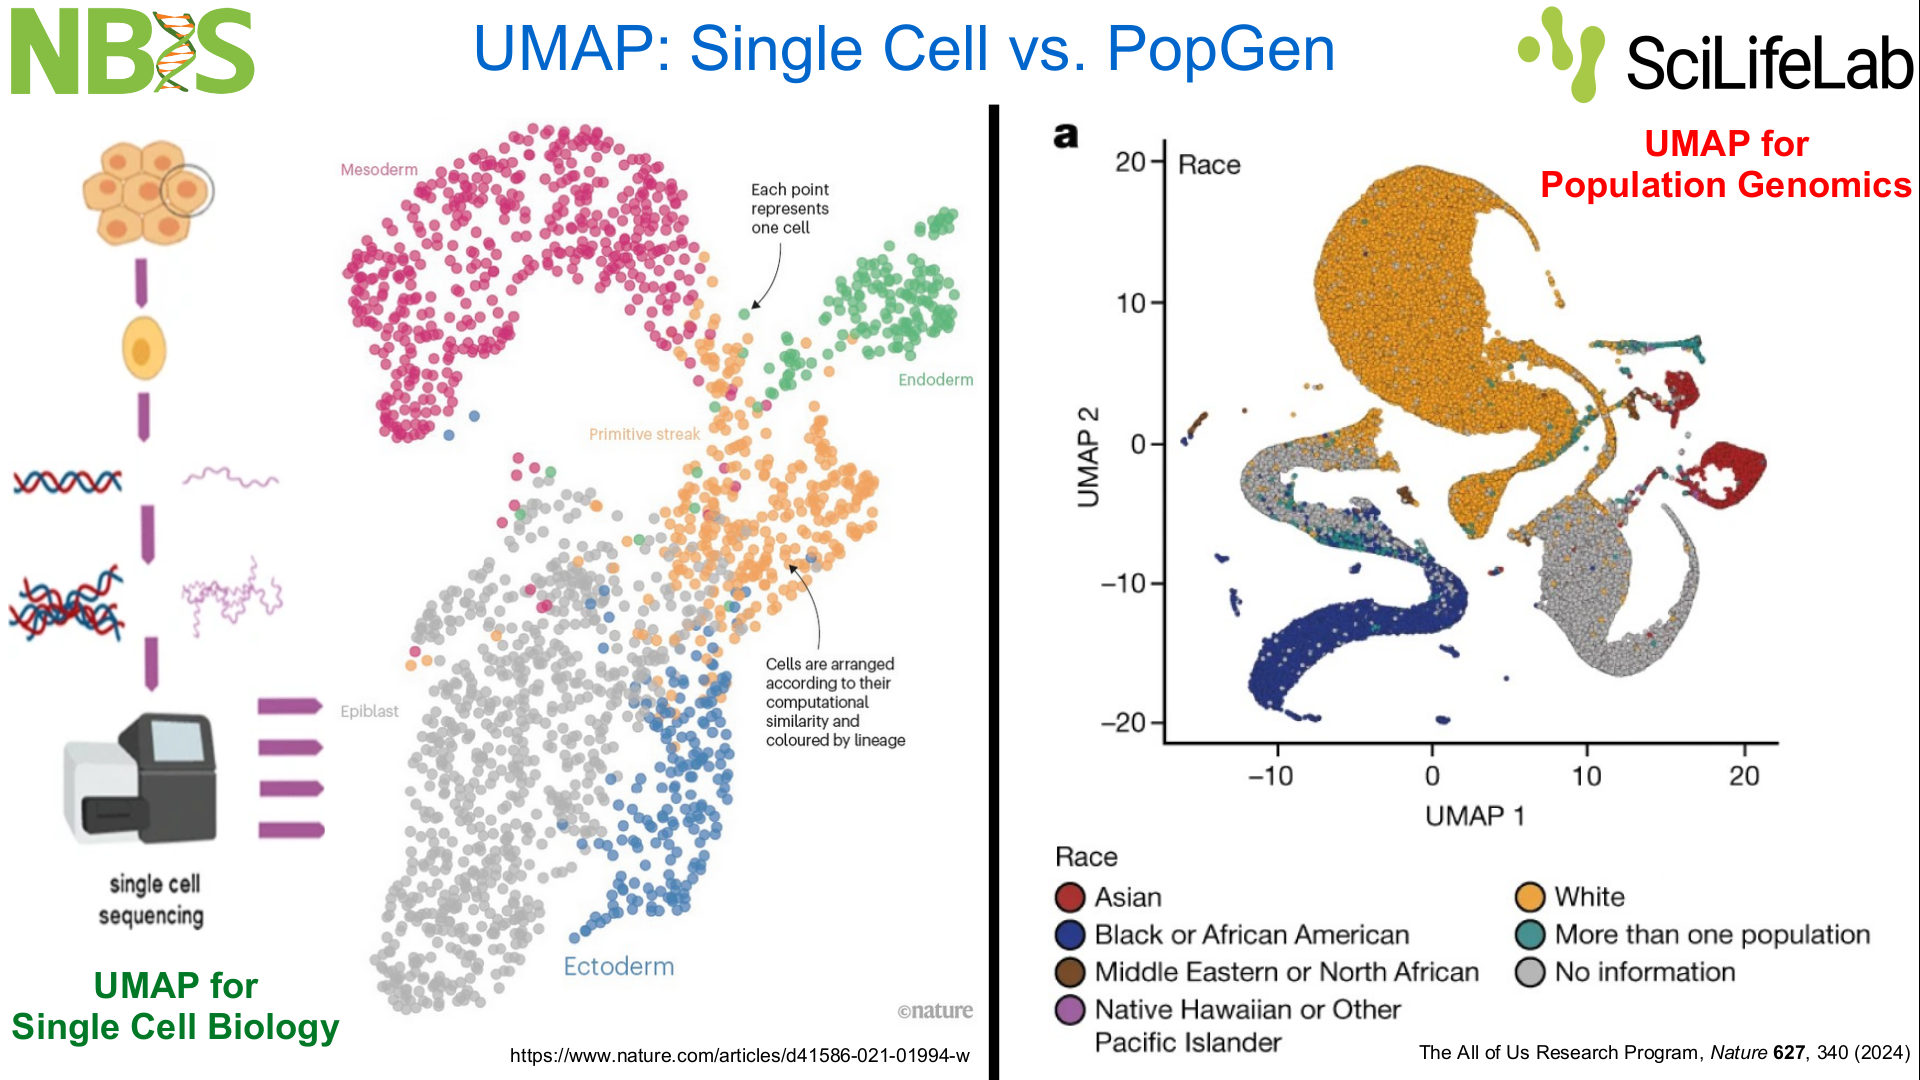 NBIS
UMAP: Single Cell vs. PopGen
SciLifeLab
Mesoderm
Each point
represents
one cell
Endoderm
Primitive streak
Cells are arranged
according to their
computational
similarity and
coloured by lineage
Epiblast
Ectoderm
single cell
sequencing
UMAP for
Single Cell Biology
©nature
https://www.nature.com/articles/d41586-021-01994-w
a
UMAP for
Population Genomics
Race
20
10
0
−10
−20
UMAP 2
−10 0 10 20
UMAP 1
Race
Asian
Black or African American
Middle Eastern or North African
Native Hawaiian or Other
Pacific Islander
White
More than one population
No information
The All of Us Research Program, Nature 627, 340 (2024)